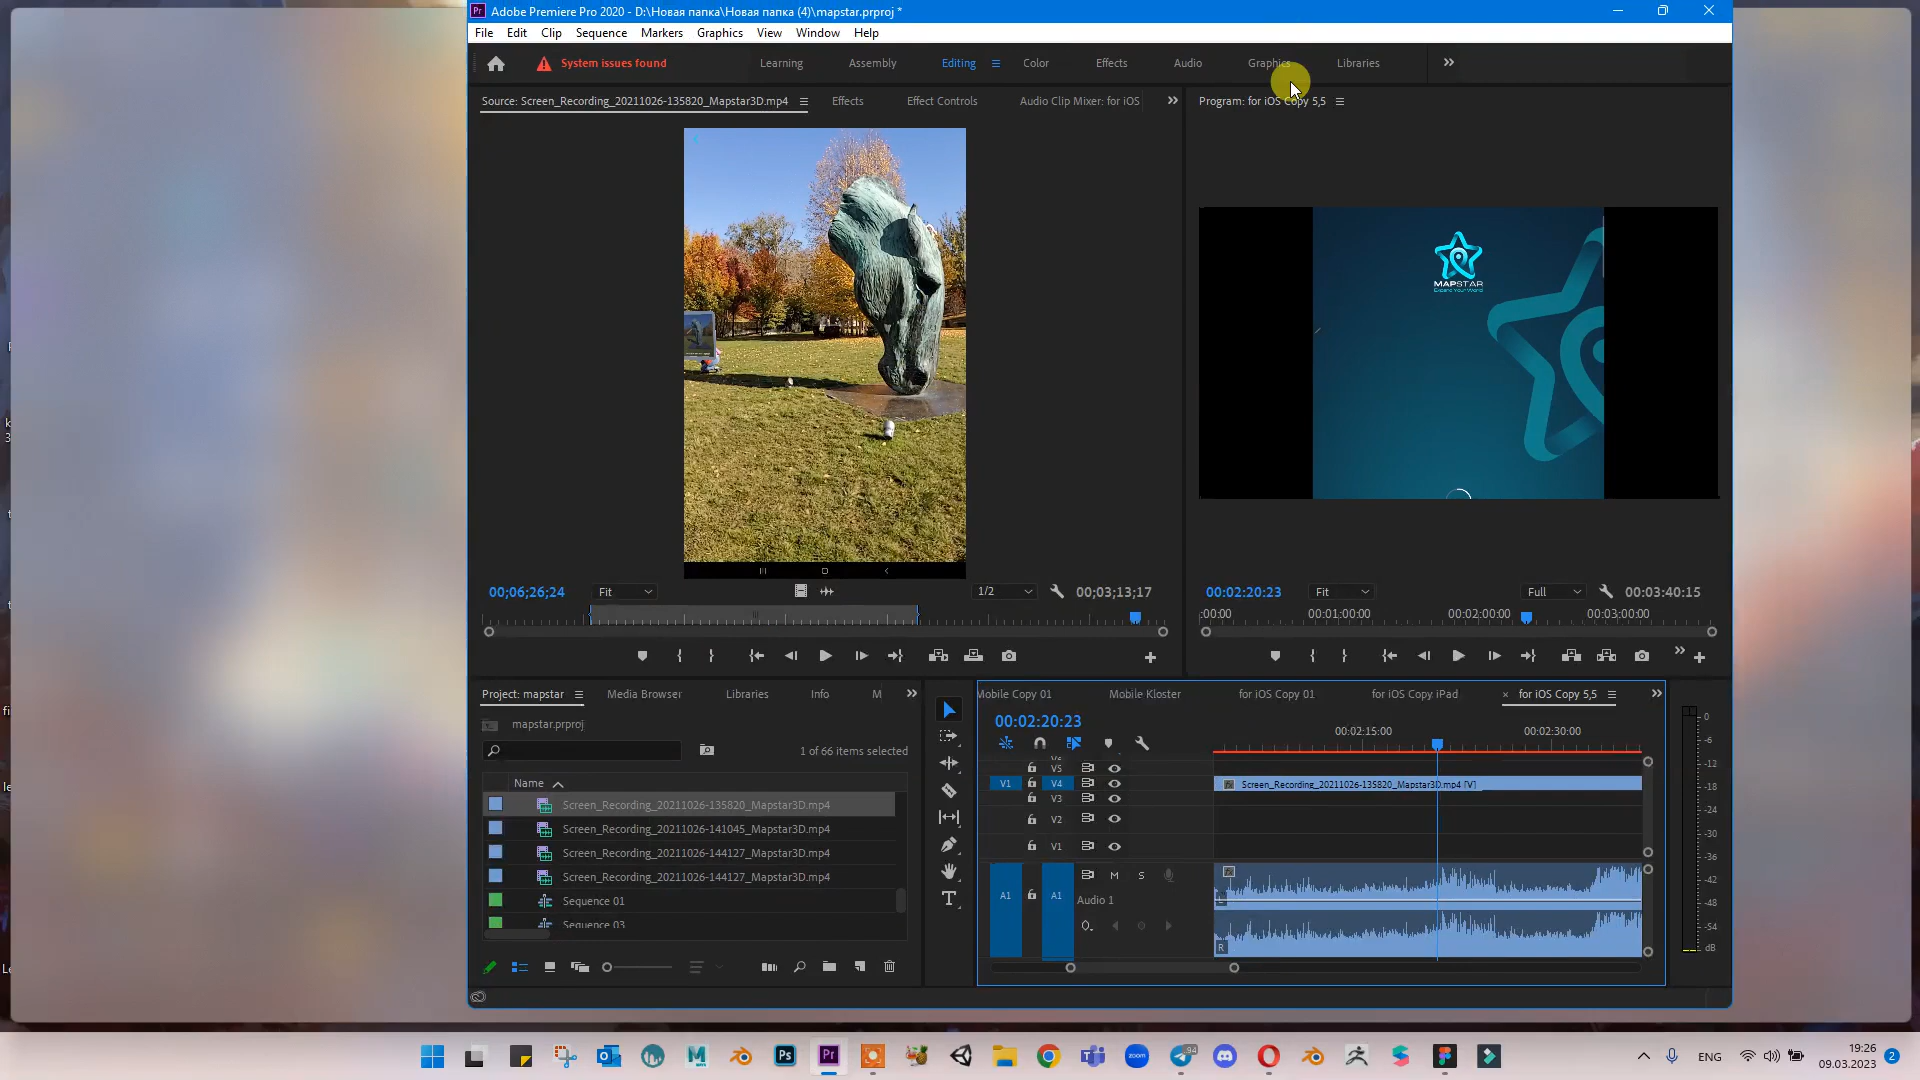 Adobe Premiere Pro 2020 - D:\Новая папка\Новая папка (4)\mapstar.prproj *
File Edit Clip Sequence Markers Graphics View Window Help
System issues found
Learning Assembly Editing Color Effects Audio Graphics Libraries
Source: Screen_Recording_20211026-135820_Mapstar3D.mp4 Effects Effect Controls Audio Clip Mixer: for iOS
Program: for iOS Copy 5,5
MAPSTAR
Expand Your World
00;06;26;24 Fit 1/2 00;03;13;17
00:02:20:23 Fit Full 00:03:40:15
:00:00 00:01:00:00 00:02:00:00 00:03:00:00
Project: mapstar Media Browser Libraries Info M
mapstar.prproj
1 of 66 items selected
Name
Screen_Recording_20211026-135820_Mapstar3D.mp4
Screen_Recording_20211026-141045_Mapstar3D.mp4
Screen_Recording_20211026-144127_Mapstar3D.mp4
Screen_Recording_20211026-144127_Mapstar3D.mp4
Sequence 01
Sequence 03
Mobile Copy 01 Mobile Kloster for iOS Copy 01 for iOS Copy iPad × for iOS Copy 5,5
00:02:20:23
00:02:15:00 00:02:30:00
V5
V1 V4 Screen_Recording_20211026-135820_Mapstar3D.mp4 [V]
V3
V2
V1
M S
A1 A1 Audio 1
L
R
0
-6
-12
-18
-24
-30
-36
-42
-48
-54
dB
Ps Pr zoom 94
ENG
19:26
09.03.2023
2